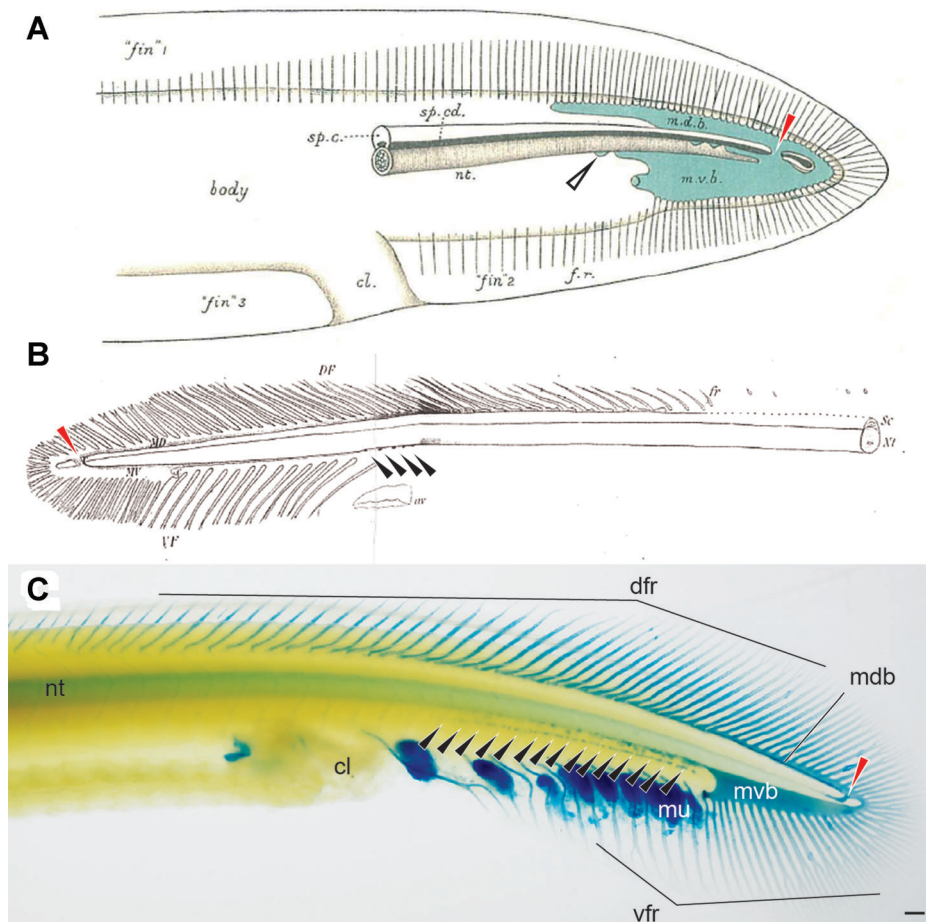 A
"fin"1
m.d.b.
sp.cd.
sp.c.
nt.
m.v.b.
body
cl.
"fin"2
f.r.
"fin"3
B
DF
fr
Sc
MD
Nt
MV
av
VF
C
dfr
nt
mdb
cl
mvb
mu
vfr